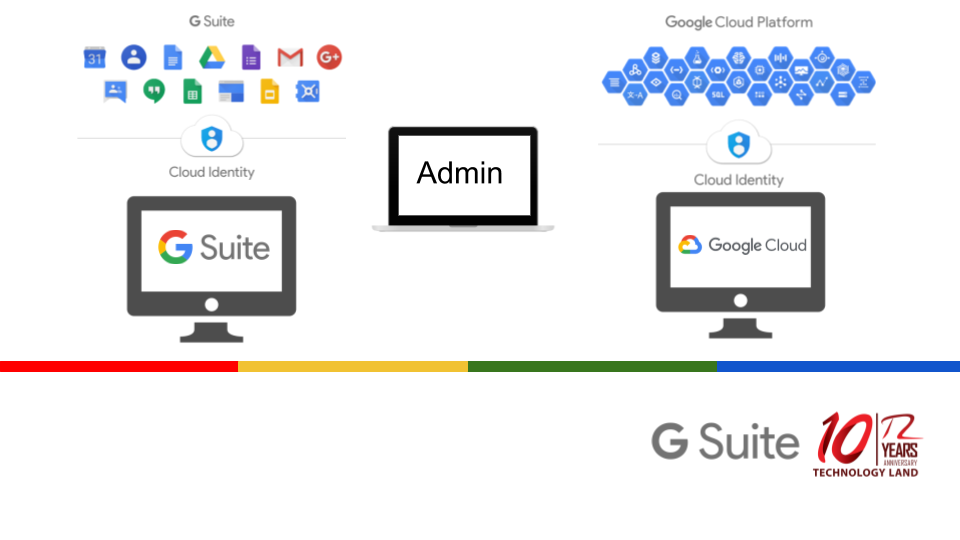 G Suite
Google Cloud Platform
31
G+
SQL
Cloud Identity
Admin
Cloud Identity
G Suite
Google Cloud
G Suite
10 YEARS
ANNIVERSARY
TECHNOLOGY LAND